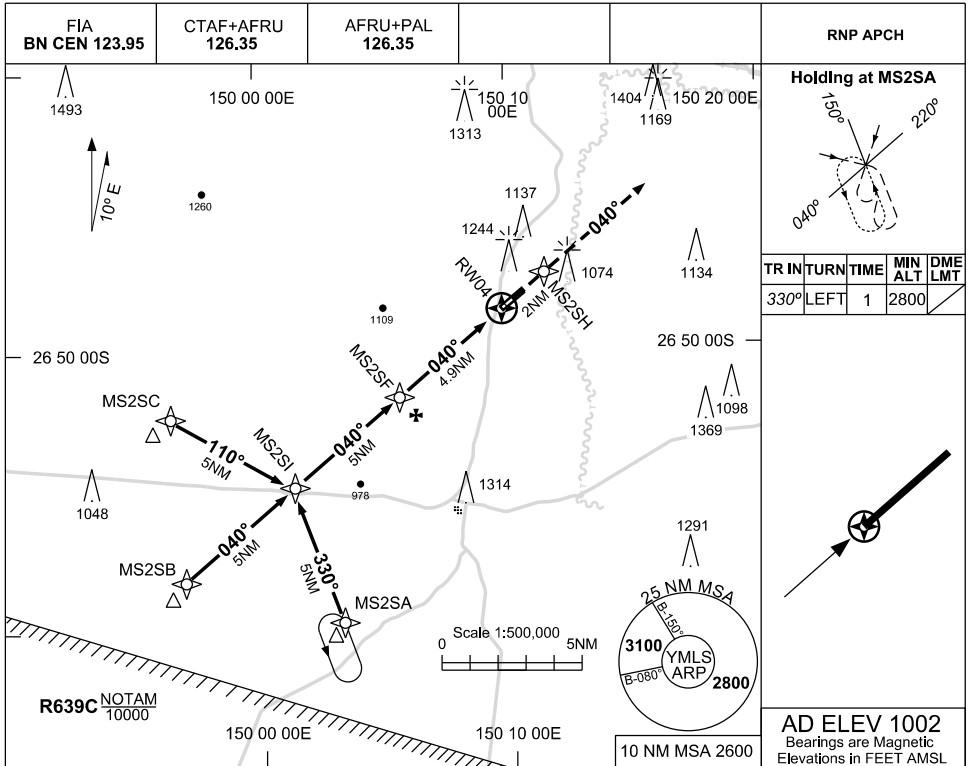 FIA
BN CEN 123.95
CTAF+AFRU
126.35
AFRU+PAL
126.35
RNP APCH
1493
150 00 00E
1313
150 10
00E
1404
1169
150 20 00E
Holding at MS2SA
150º
220º
040º
10º E
1260
1137
1244
040°
RW04
1074
1134
MS2SH
2NM
TR IN
TURN
TIME
MIN
ALT
DME
LMT
330º
LEFT
1
2800
1109
26 50 00S
26 50 00S
040°
4.9NM
MS2SF
1098
1369
MS2SC
110°
5NM
MS2SI
040°
5NM
978
1314
1048
040°
5NM
330°
5NM
1291
MS2SB
MS2SA
25 NM MSA
B-150°
3100
YMLS
ARP
B-080°
2800
Scale 1:500,000
0
5NM
R639C
NOTAM
10000
150 00 00E
150 10 00E
10 NM MSA 2600
AD ELEV 1002
Bearings are Magnetic
Elevations in FEET AMSL